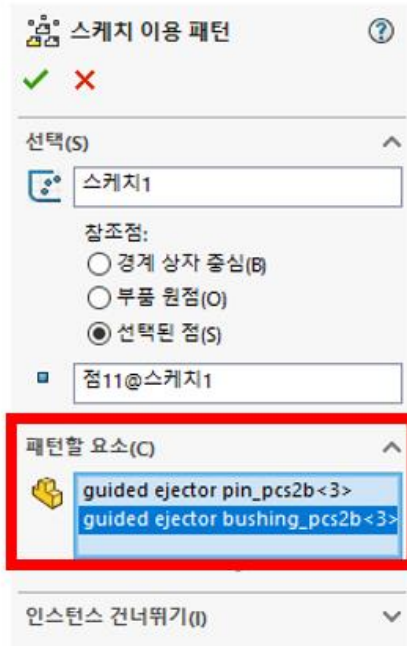 스케치 이용 패턴
선택(S)
스케치1
참조점:
경계 상자 중심(B)
부품 원점(O)
선택된 점(S)
점11@스케치1
패턴할 요소(C)
guided ejector pin_pcs2b<3>
guided ejector bushing_pcs2b<3>
인스턴스 건너뛰기(I)